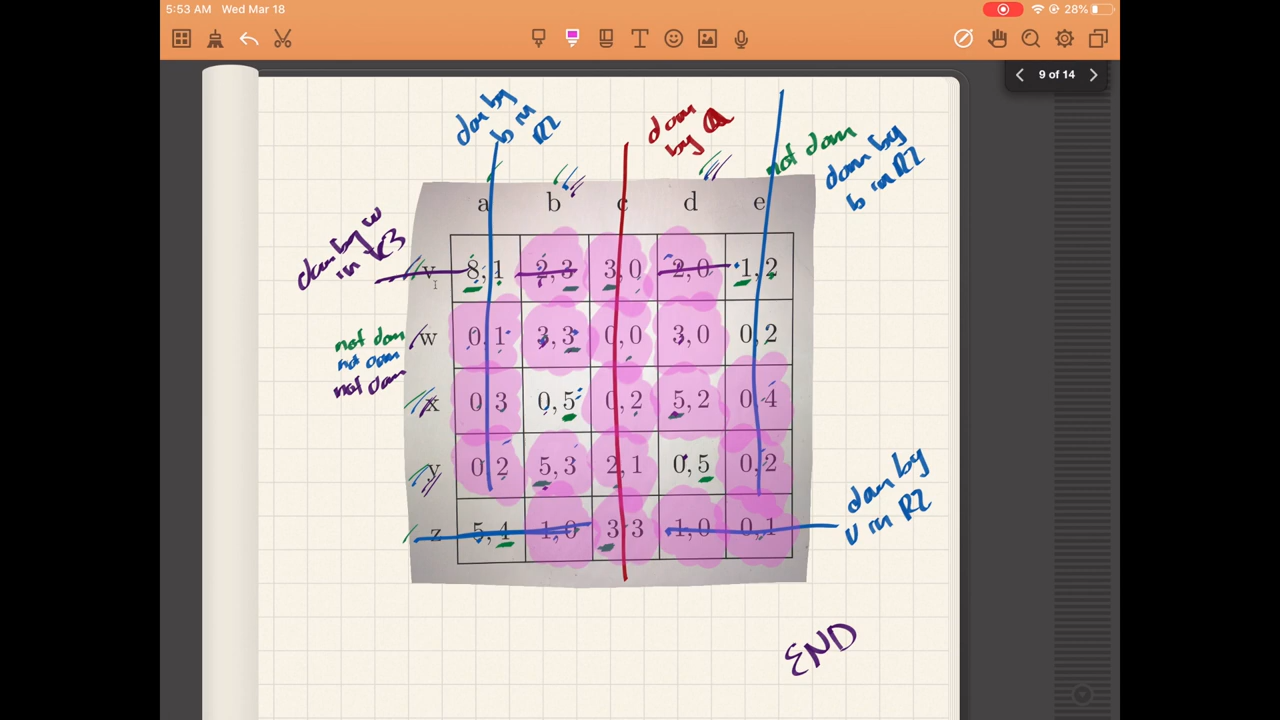 5:53 AM Wed Mar 18
28%
9 of 14
dom by
b in
R2
dom
by a
not dom
dom by
b in R2
a b c d e
dom by w
in R3
v 8, 1 2, 3 3, 0 2, 0 1, 2
not dom
not dom
not dom
w 0, 1 3, 3 0, 0 3, 0 0, 2
x 0, 3 0, 5 0, 2 5, 2 0, 4
y 0, 2 5, 3 2, 1 0, 5 0, 2
z 5, 4 1, 0 3, 3 1, 0 0, 1
dom by
v in R2
END